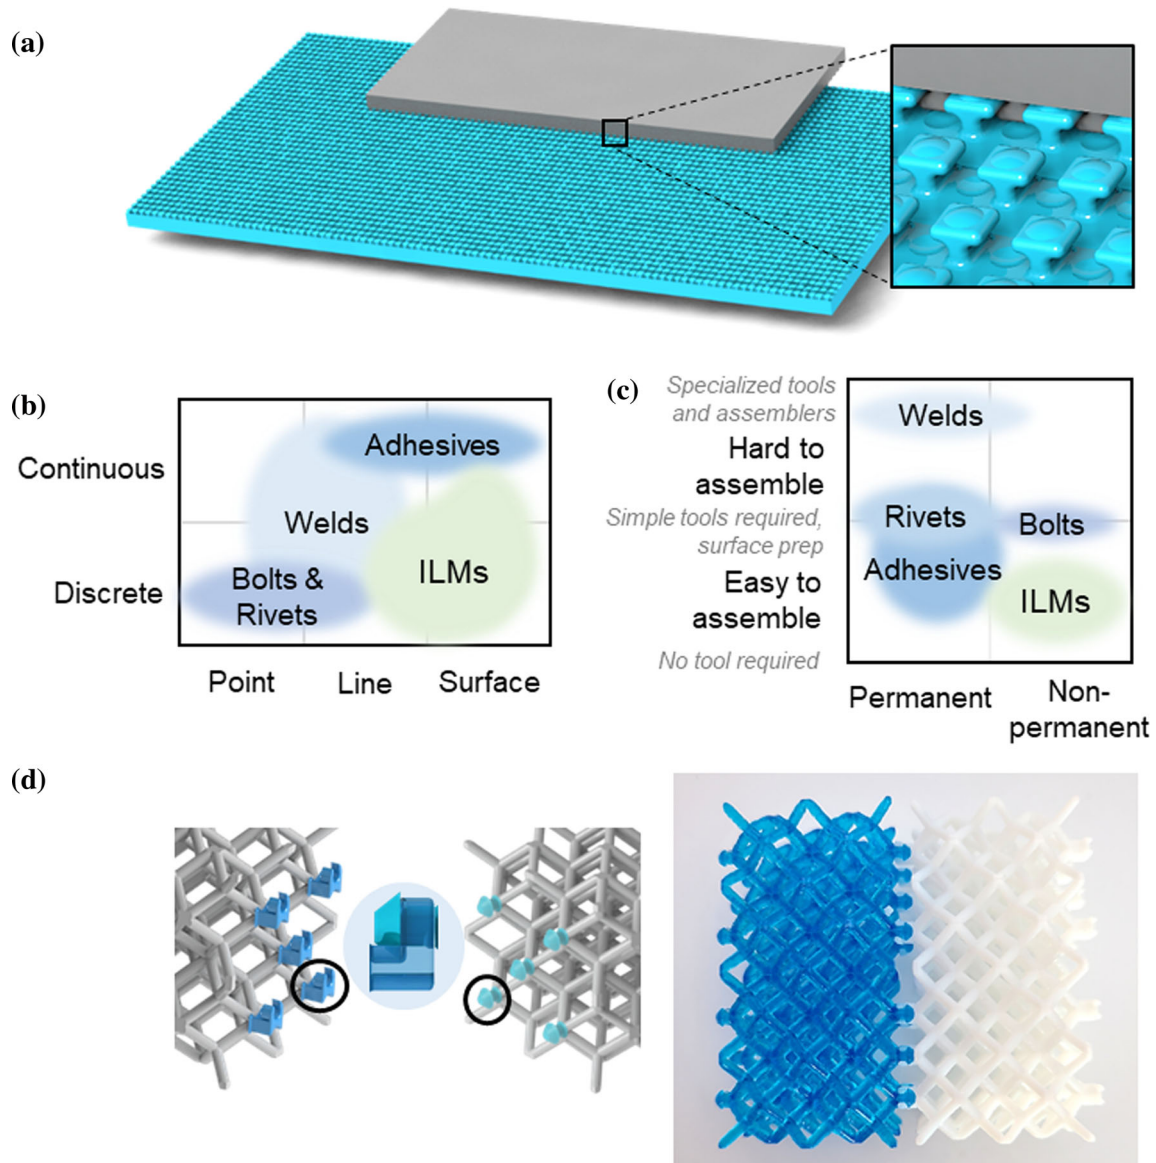 (a)
(b)
Continuous
Discrete
Adhesives
Welds
Bolts &
Rivets
ILMs
Point
Line
Surface
(c)
Specialized tools
and assemblers
Hard to
assemble
Simple tools required,
surface prep
Easy to
assemble
No tool required
Welds
Rivets
Bolts
Adhesives
ILMs
Permanent
Non-
permanent
(d)